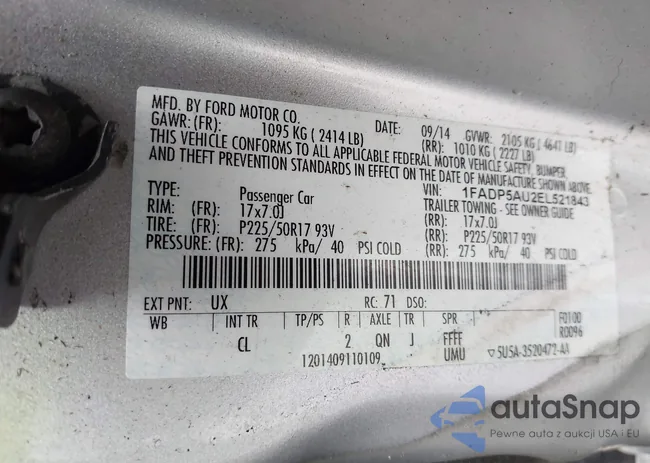 MFD. BY FORD MOTOR CO.
DATE: 09/14 GVWR: 2105 KG ( 4641 LB)
GAWR: (FR): 1095 KG ( 2414 LB) (RR): 1010 KG ( 2227 LB)
THIS VEHICLE CONFORMS TO ALL APPLICABLE FEDERAL MOTOR VEHICLE SAFETY, BUMPER,
AND THEFT PREVENTION STANDARDS IN EFFECT ON THE DATE OF MANUFACTURE SHOWN ABOVE.
VIN: 1FADP5AU2EL521843
TYPE: Passenger Car TRAILER TOWING - SEE OWNER GUIDE
RIM: (FR): 17x7.0J (RR): 17x7.0J
TIRE: (FR): P225/50R17 93V (RR): P225/50R17 93V
PRESSURE: (FR): 275 kPa/ 40 PSI COLD (RR): 275 kPa/ 40 PSI COLD
EXT PNT: UX RC: 71 DSO:
WB INT TR TP/PS R AXLE TR SPR F0100
R0096
CL 2 QN J FFFF
1201409110109 UMU ▽5U5A-3520472-AA
autaSnap
Pewne auta z aukcji USA i EU